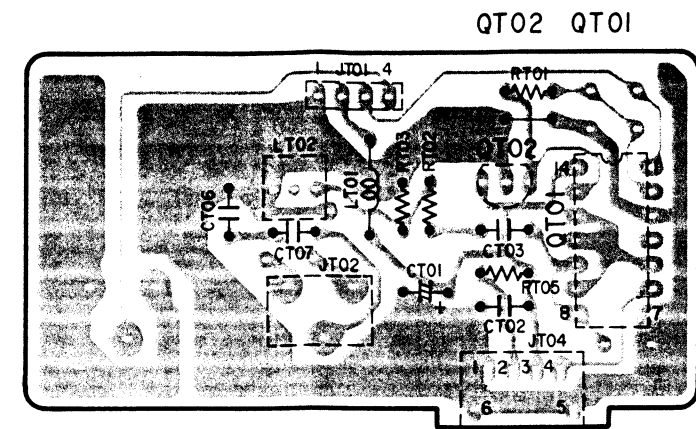 QT02 QT01
1 JT01 4
RT01
LT02
RT03
RT02
QT02
14
LT01
QT01
CT06
CT07
CT03
JT02
CT01
RT05
+
CT02
8 7
JT04
1 2 3 4
6 5